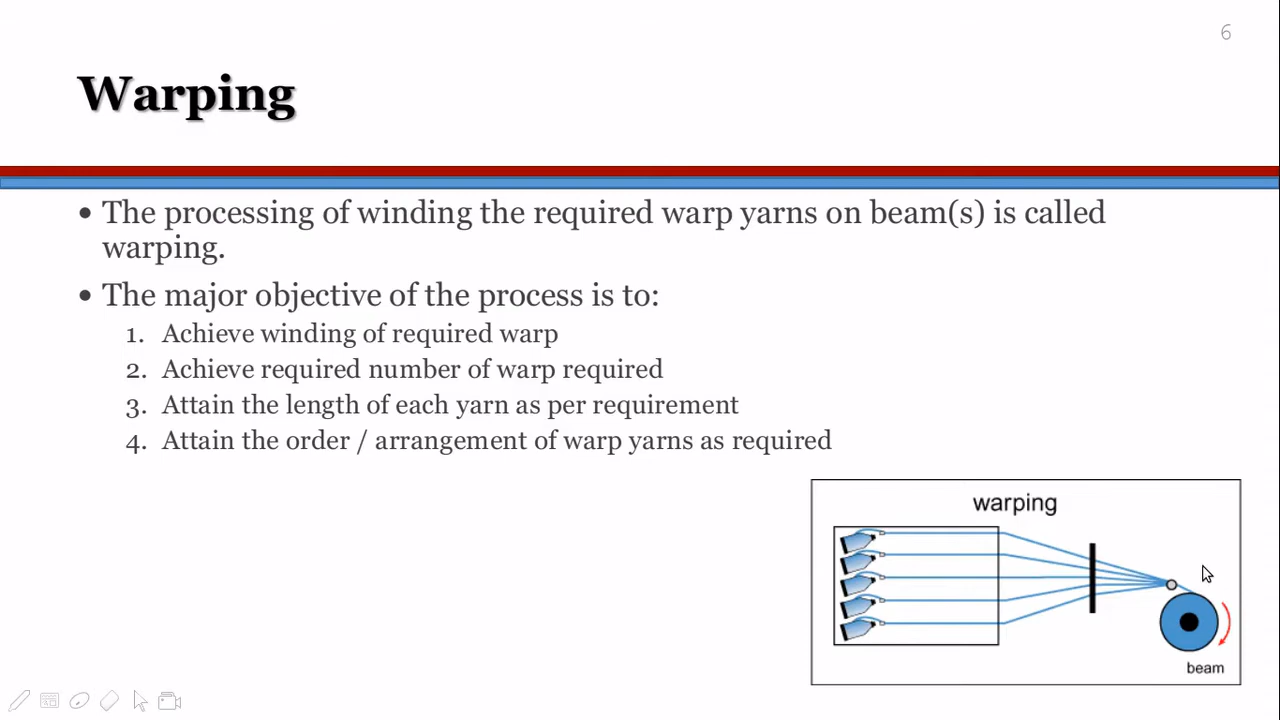 6
Warping
• The processing of winding the required warp yarns on beam(s) is called
warping.
• The major objective of the process is to:
1. Achieve winding of required warp
2. Achieve required number of warp required
3. Attain the length of each yarn as per requirement
4. Attain the order / arrangement of warp yarns as required
warping
beam